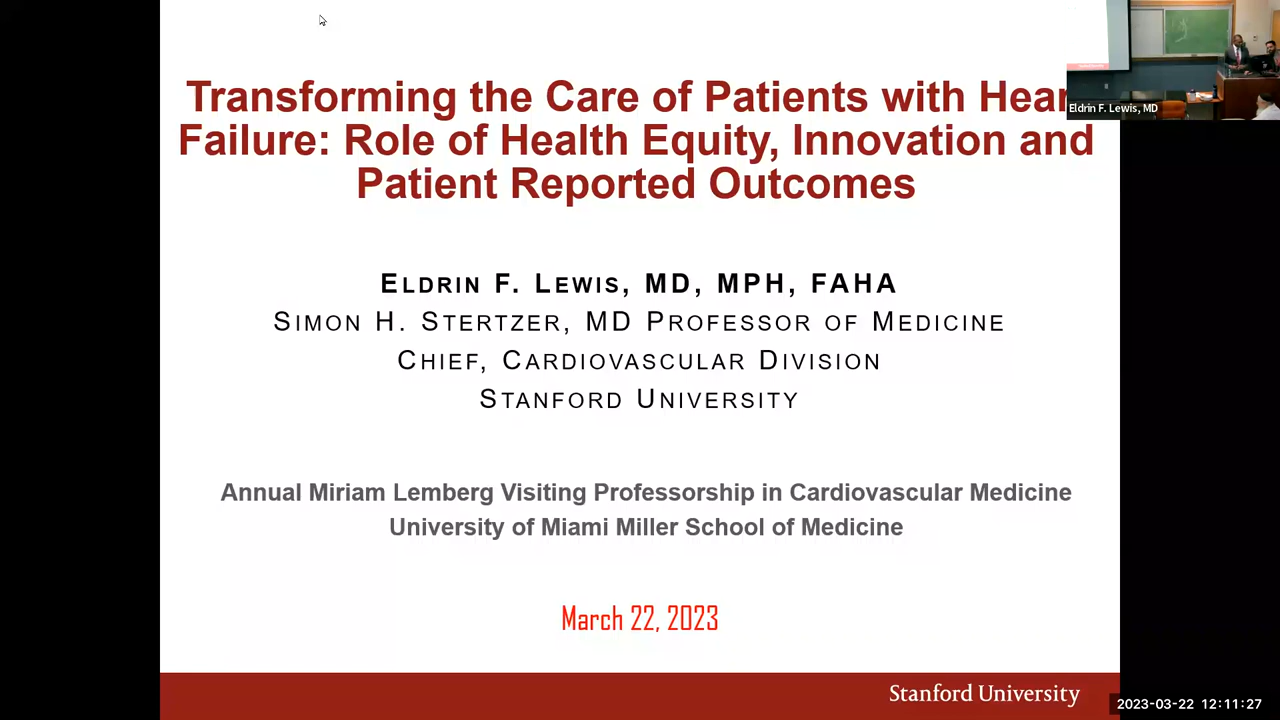 Transforming the Care of Patients with Hear
Failure: Role of Health Equity, Innovation and
Patient Reported Outcomes
Eldrin F. Lewis, MD
ELDRIN F. LEWIS, MD, MPH, FAHA
SIMON H. STERTZER, MD PROFESSOR OF MEDICINE
CHIEF, CARDIOVASCULAR DIVISION
STANFORD UNIVERSITY
Annual Miriam Lemberg Visiting Professorship in Cardiovascular Medicine
University of Miami Miller School of Medicine
March 22, 2023
Stanford University
2023-03-22 12:11:27